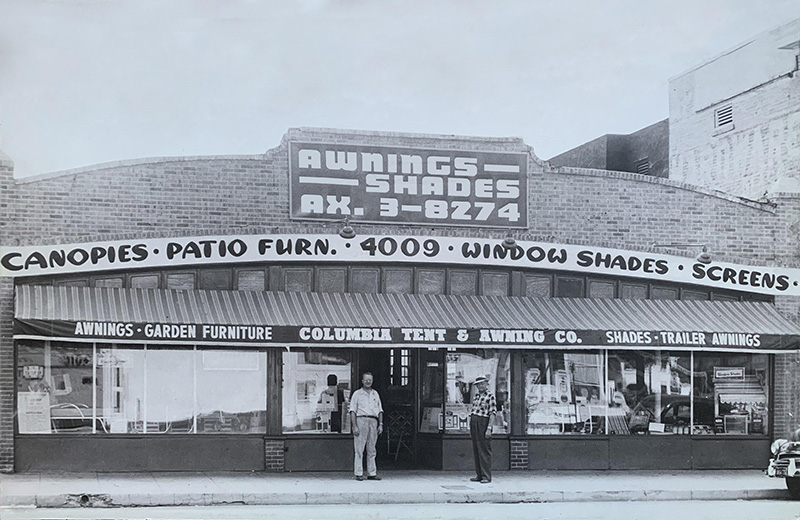 AWNINGS—
—SHADES
AX. 3-8274
CANOPIES · PATIO FURN. · 4009 · WINDOW SHADES · SCREENS ·
AWNINGS · GARDEN FURNITURE COLUMBIA TENT & AWNING CO. SHADES · TRAILER AWNINGS